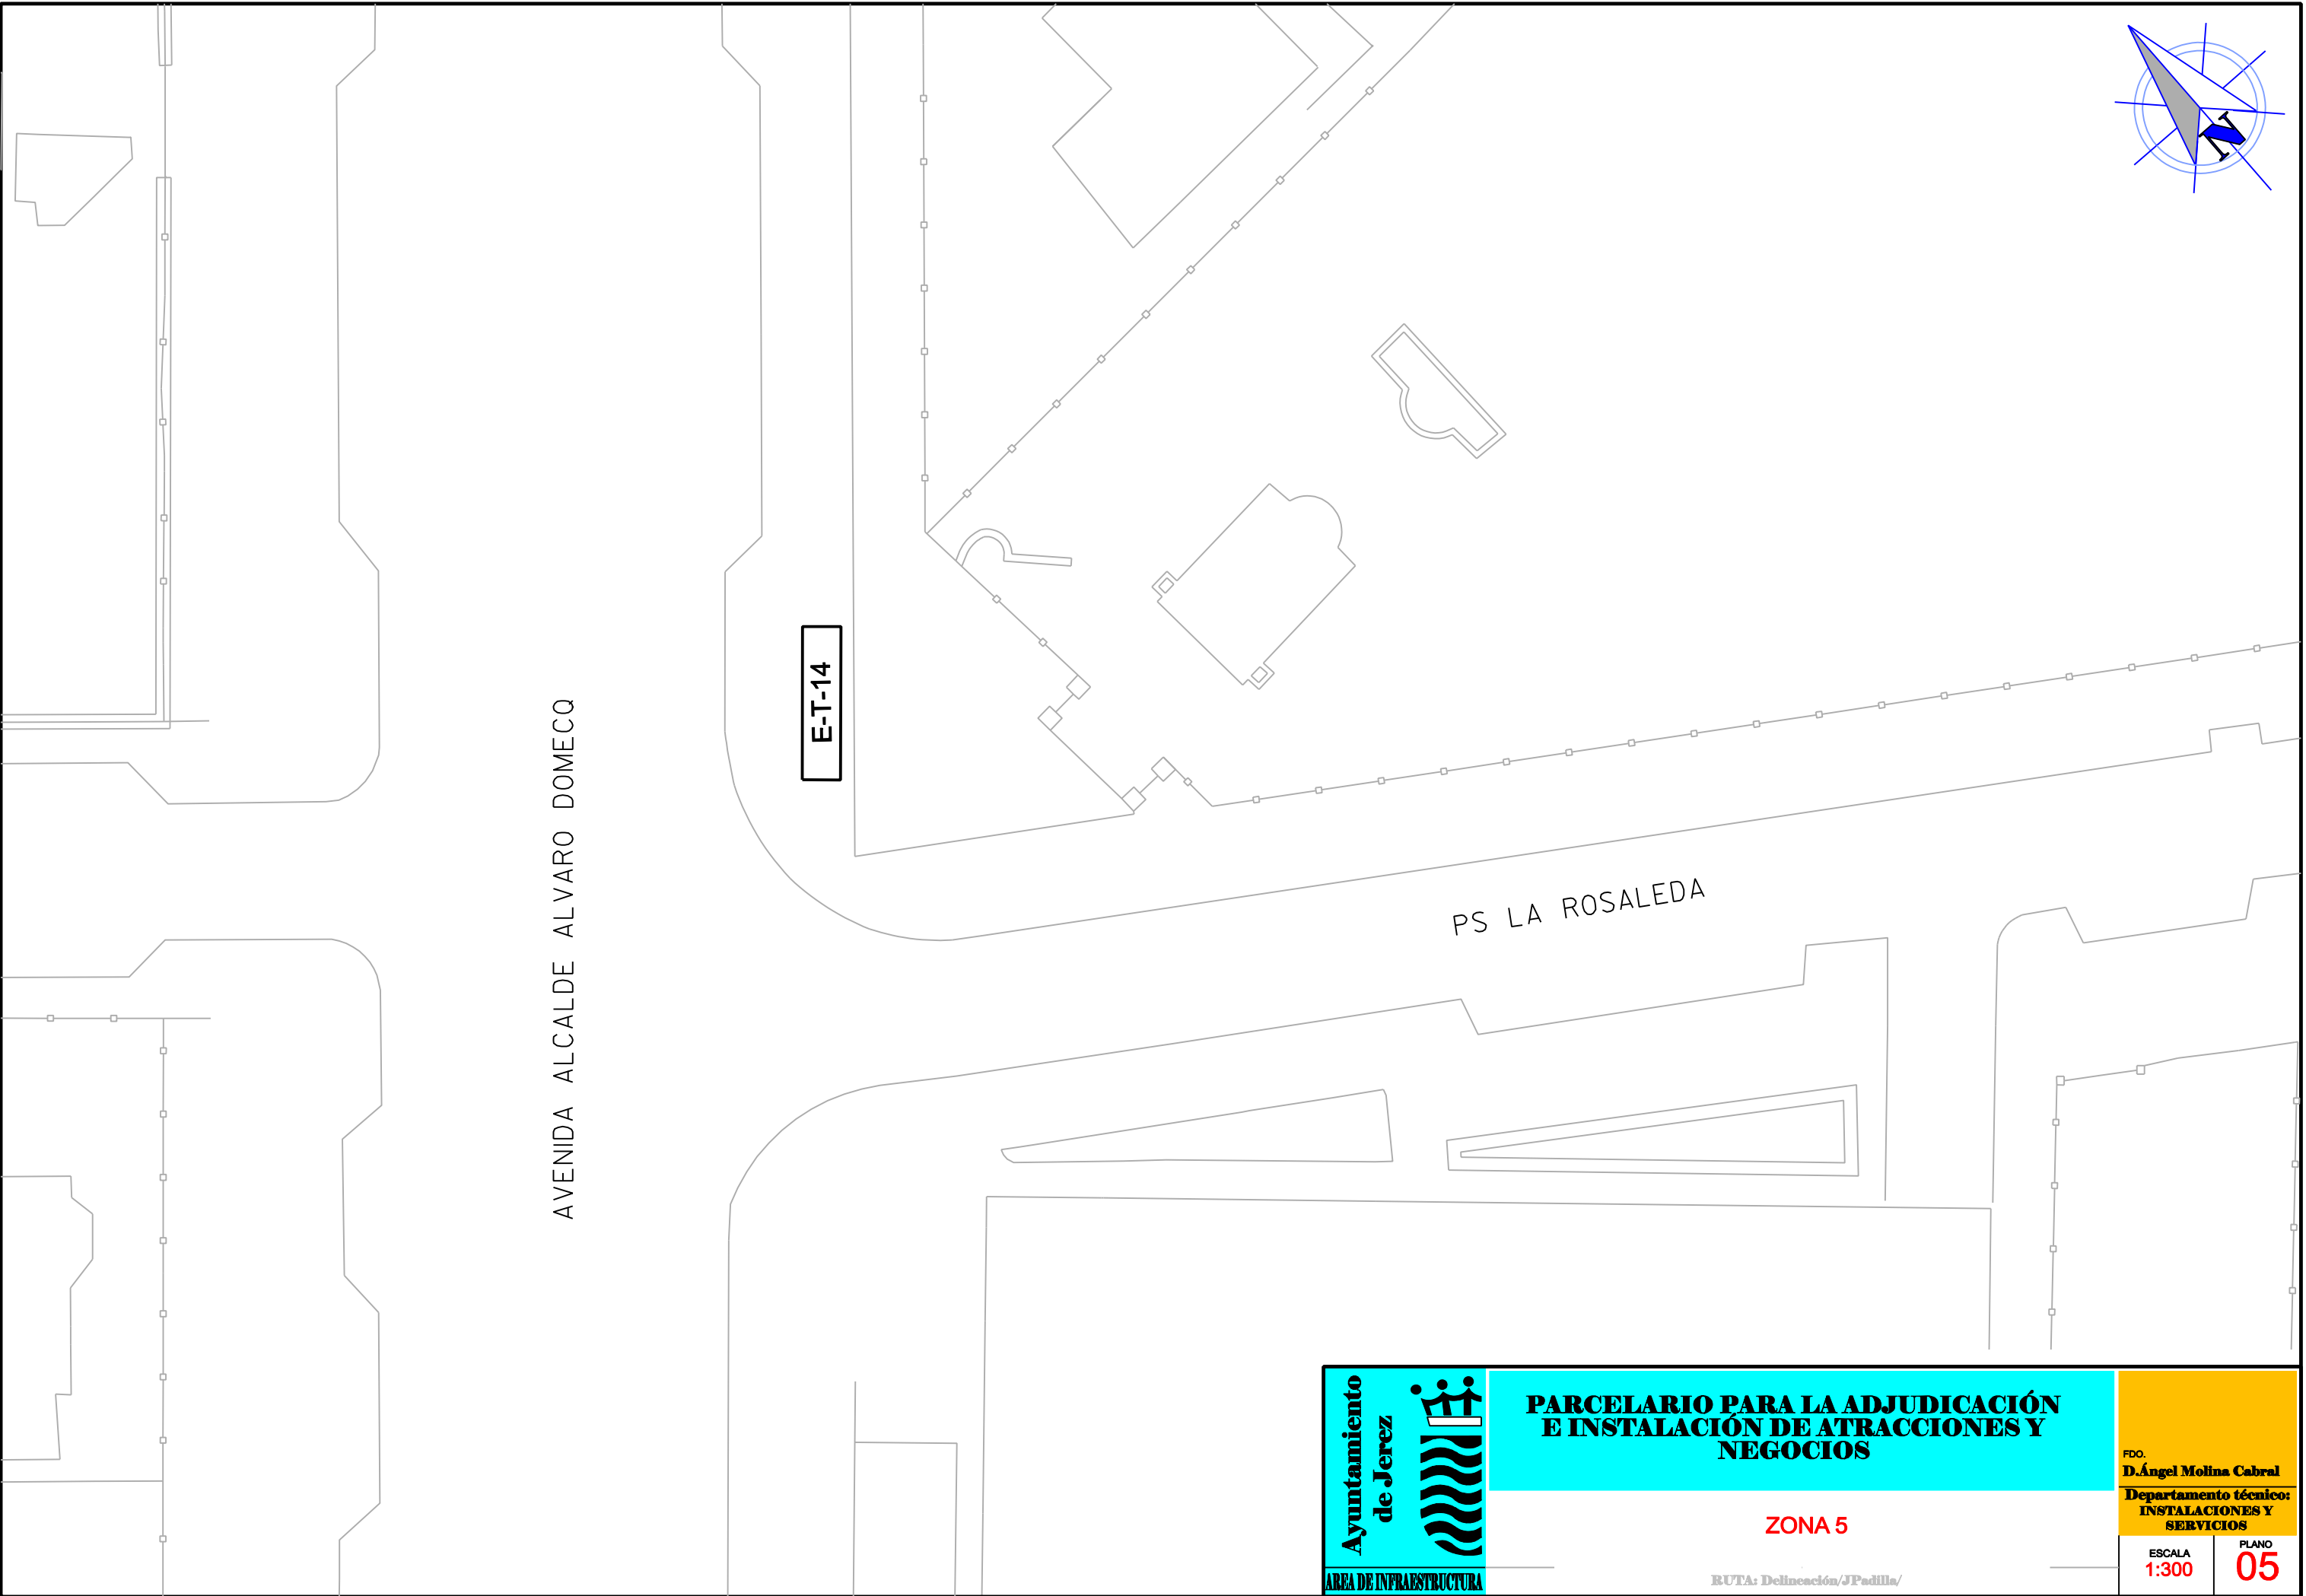 N
E-T-14
AVENIDA ALCALDE ALVARO DOMECQ
PS LA ROSALEDA
Ayuntamiento
de Jerez
AREA DE INFRAESTRUCTURA
PARCELARIO PARA LA ADJUDICACIÓN
E INSTALACIÓN DE ATRACCIONES Y
NEGOCIOS
ZONA 5
RUTA: Delineación/JPadilla/
FDO.
D.Ángel Molina Cabral
Departamento técnico:
INSTALACIONES Y
SERVICIOS
ESCALA
1:300
PLANO
05